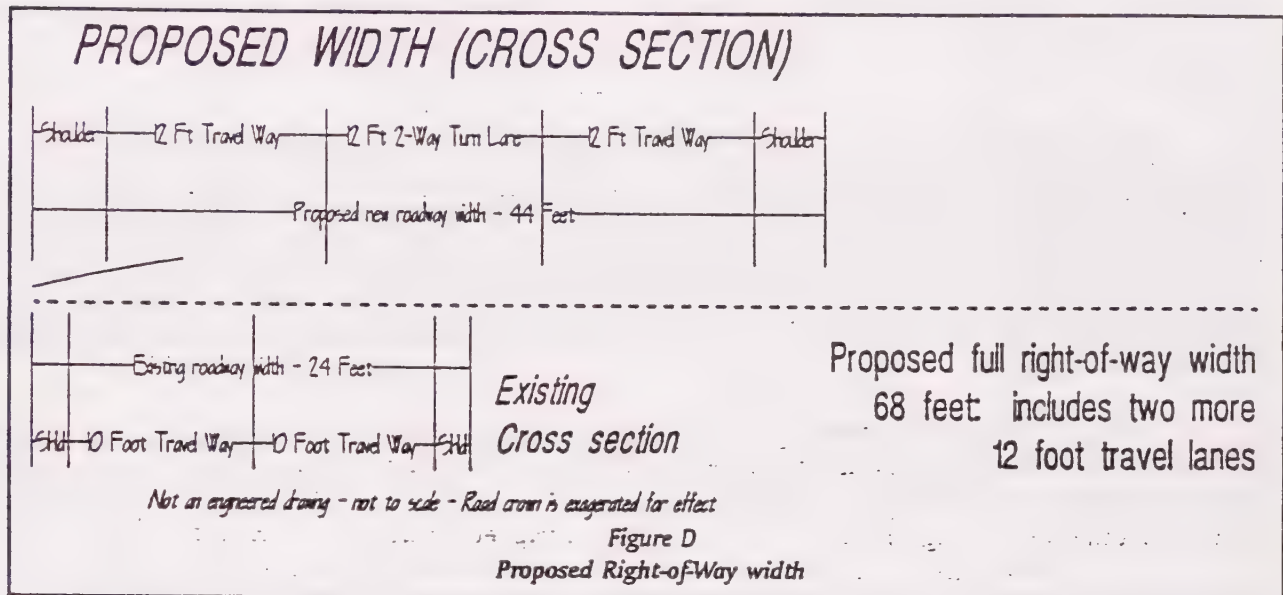 PROPOSED WIDTH (CROSS SECTION)
Shoulder 12 Ft Travel Way 12 Ft 2-Way Turn Lane 12 Ft Travel Way Shoulder
Proposed new roadway width - 44 Feet
Existing roadway width - 24 Feet
Shld 10 Foot Travel Way 10 Foot Travel Way Shld
Existing
Cross section
Proposed full right-of-way width
68 feet: includes two more
12 foot travel lanes
Not an engineered drawing - not to scale - Road crown is exagerated for effect
Figure D
Proposed Right-of-Way width